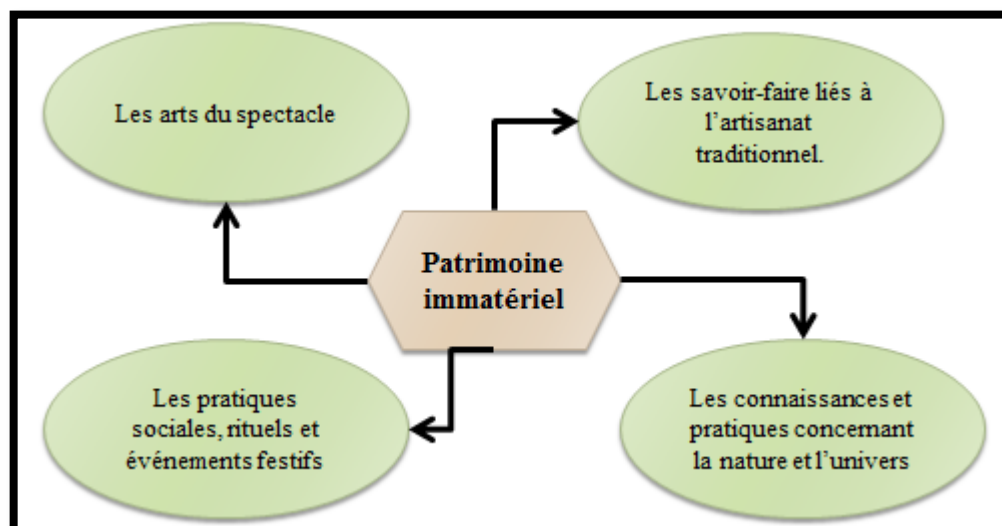 Les arts du spectacle
Les savoir-faire liés à
l’artisanat
traditionnel.
Patrimoine
immatériel
Les pratiques
sociales, rituels et
événements festifs
Les connaissances et
pratiques concernant
la nature et l’univers